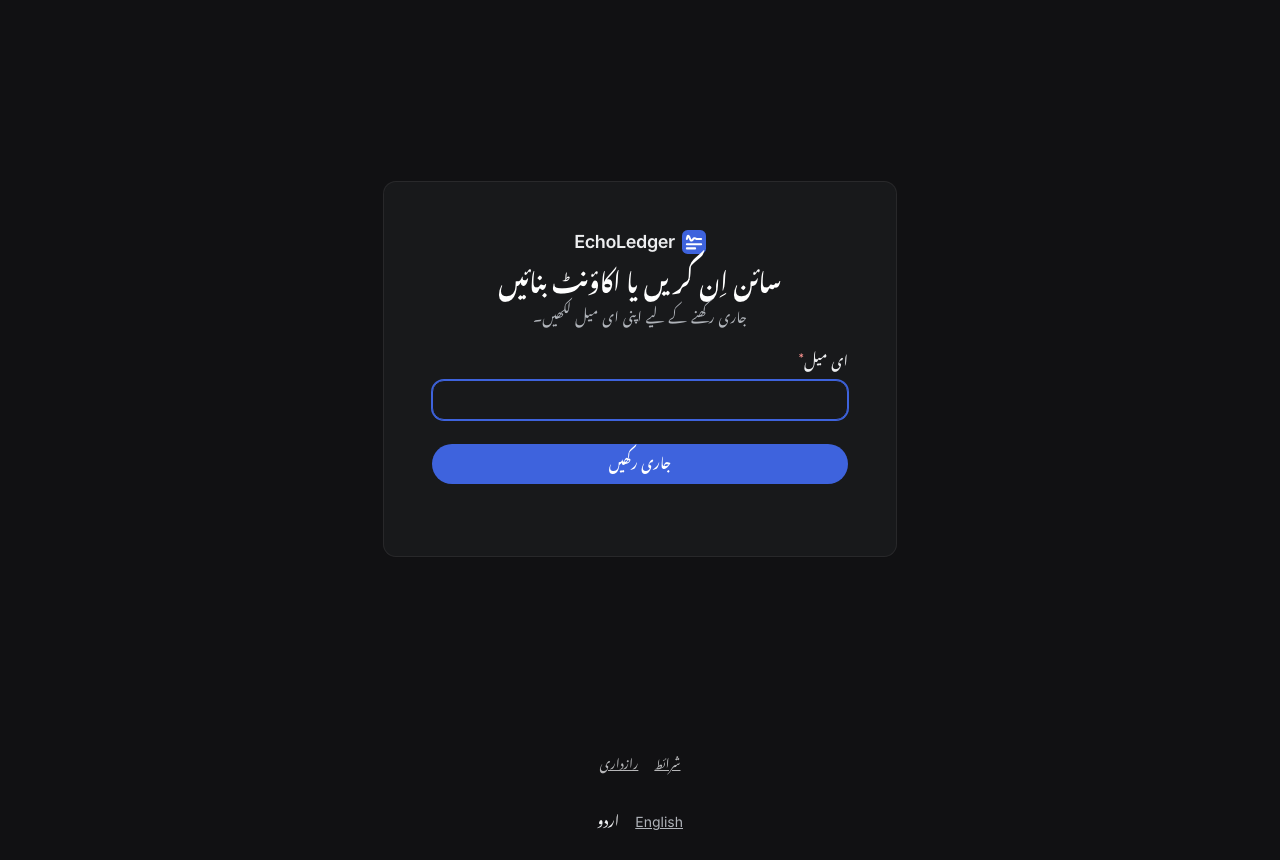 EchoLedger
سائن اِن کریں یا اکاؤنٹ بنائیں
جاری رکھنے کے لیے اپنی ای میل لکھیں۔
ای میل*
جاری رکھیں
شرائط رازداری
English اردو